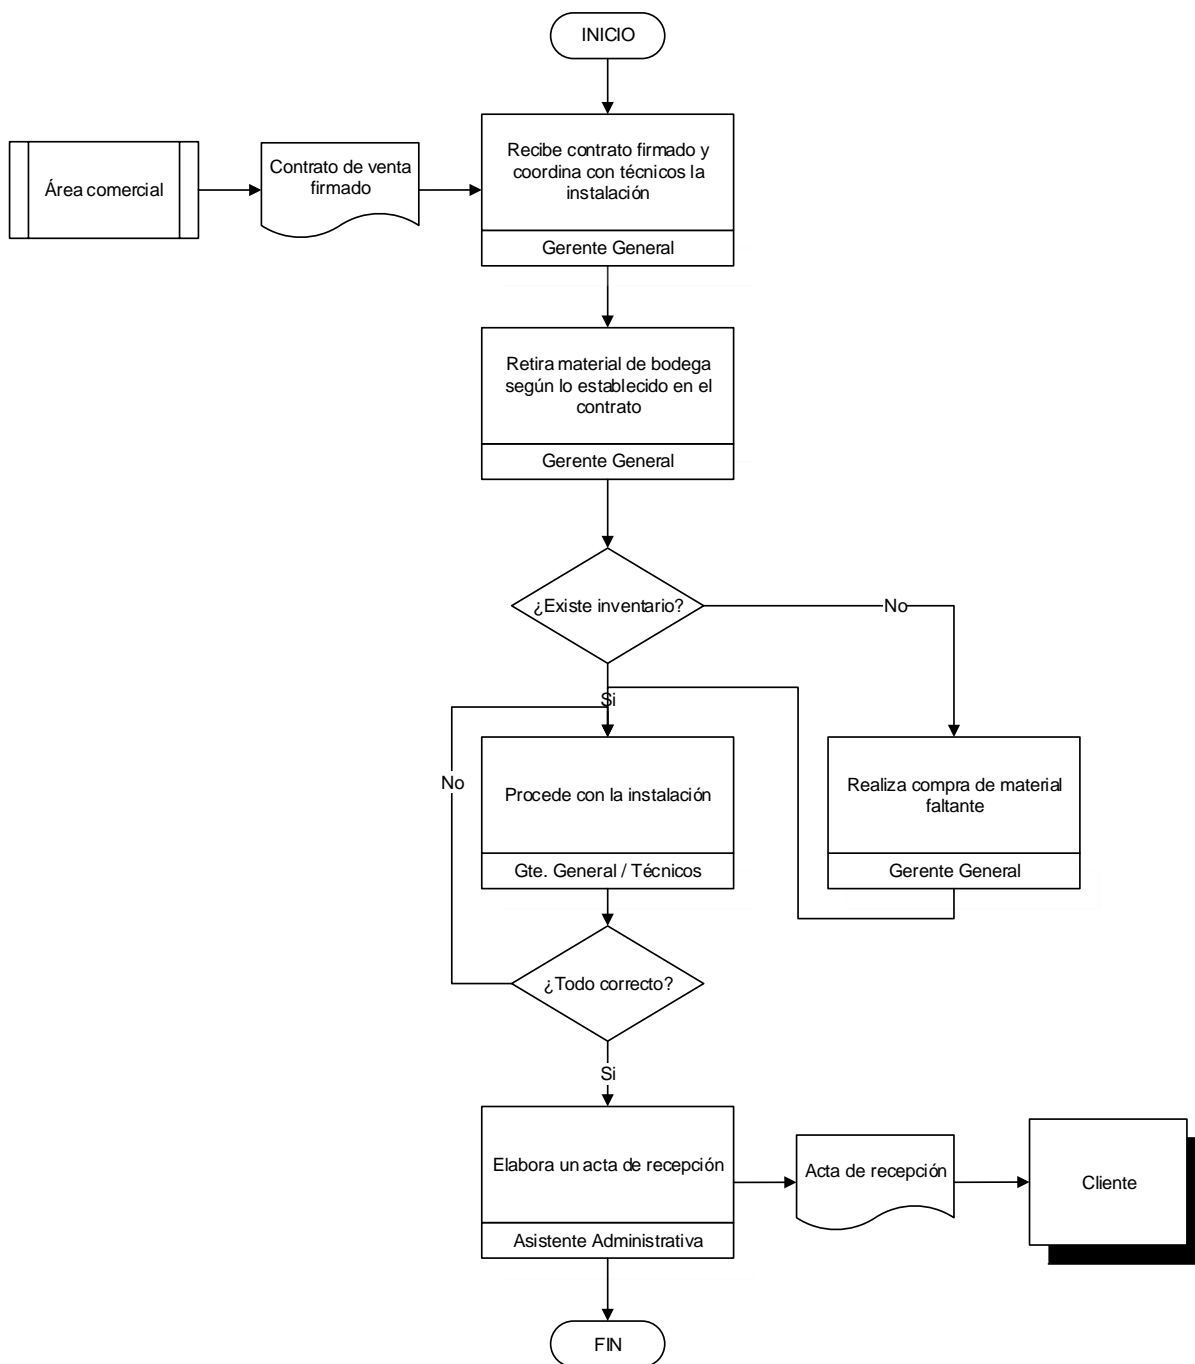 INICIO
Área comercial
Contrato de venta
firmado
Recibe contrato firmado y
coordina con técnicos la
instalación
Gerente General
Retira material de bodega
según lo establecido en el
contrato
Gerente General
¿Existe inventario?
No
Si
No
Procede con la instalación
Gte. General / Técnicos
Realiza compra de material
faltante
Gerente General
¿Todo correcto?
Si
Elabora un acta de recepción
Asistente Administrativa
Acta de recepción
Cliente
FIN